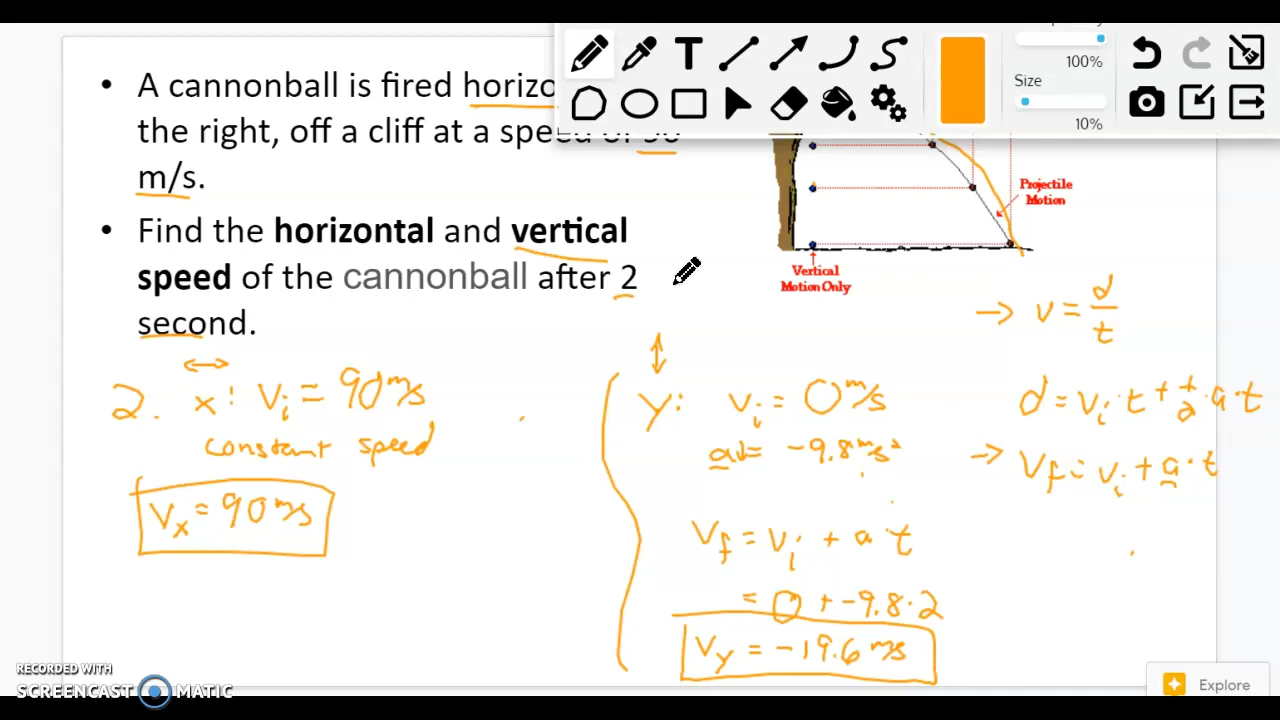 • A cannonball is fired horizo
the right, off a cliff at a speed of
m/s.
• Find the horizontal and vertical
speed of the cannonball after 2
second.
T
100%
Size
10%
Projectile
Motion
Vertical
Motion Only
→ v = d/t
2. x: Vi = 90 m/s
constant speed
Vx = 90 m/s
y: Vi = 0 m/s
a = -9.8 m/s²
Vf = Vi + a · t
= 0 + -9.8 · 2
Vy = -19.6 m/s
d = Vi · t + 1/2 · a · t
→ Vf = Vi + a · t
RECORDED WITH
SCREENCAST MATIC
Explore